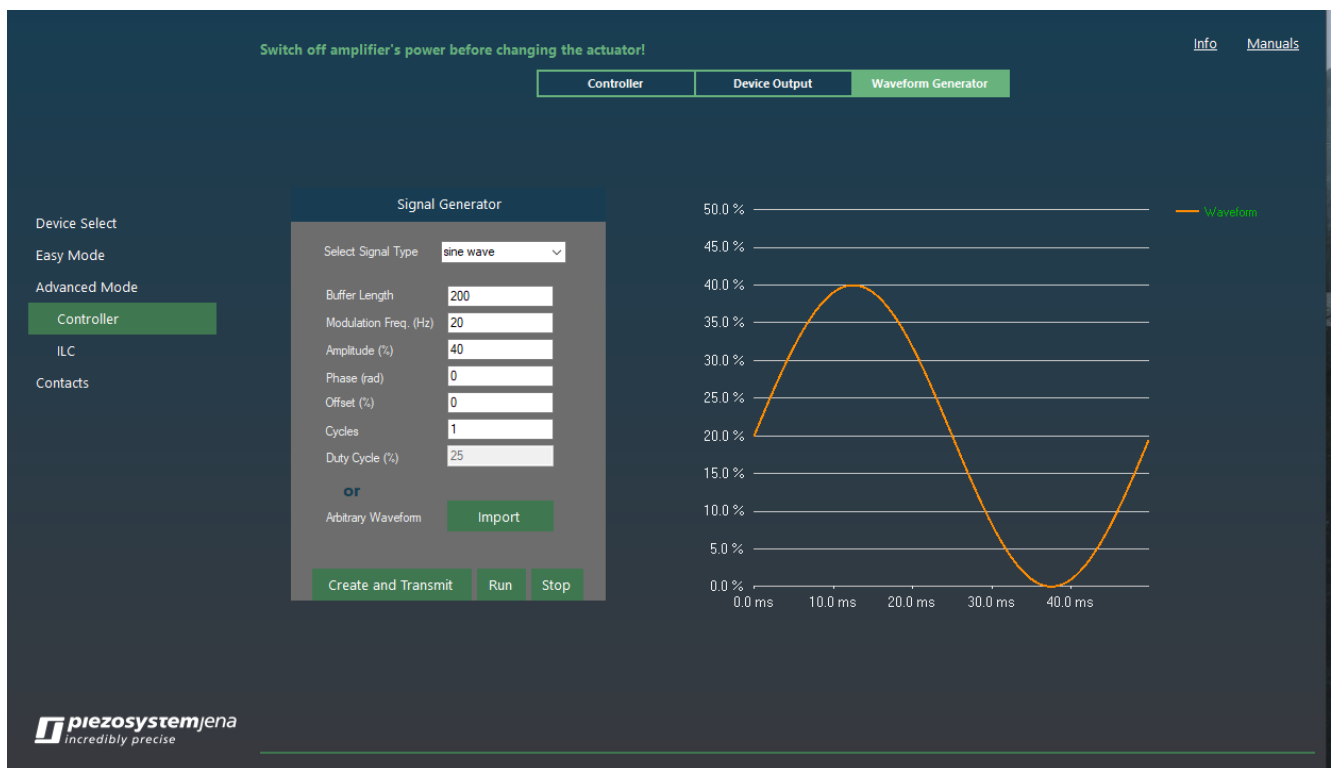 Switch off amplifier's power before changing the actuator!
Info Manuals
Controller Device Output Waveform Generator
Device Select
Easy Mode
Advanced Mode
Controller
ILC
Contacts
Signal Generator
Select Signal Type sine wave
Buffer Length 200
Modulation Freq. (Hz) 20
Amplitude (%) 40
Phase (rad) 0
Offset (%) 0
Cycles 1
Duty Cycle (%) 25
or
Arbitrary Waveform Import
Create and Transmit Run Stop
50.0 %
45.0 %
40.0 %
35.0 %
30.0 %
25.0 %
20.0 %
15.0 %
10.0 %
5.0 %
0.0 %
0.0 ms 10.0 ms 20.0 ms 30.0 ms 40.0 ms
Waveform
piezosystemjena
incredibly precise